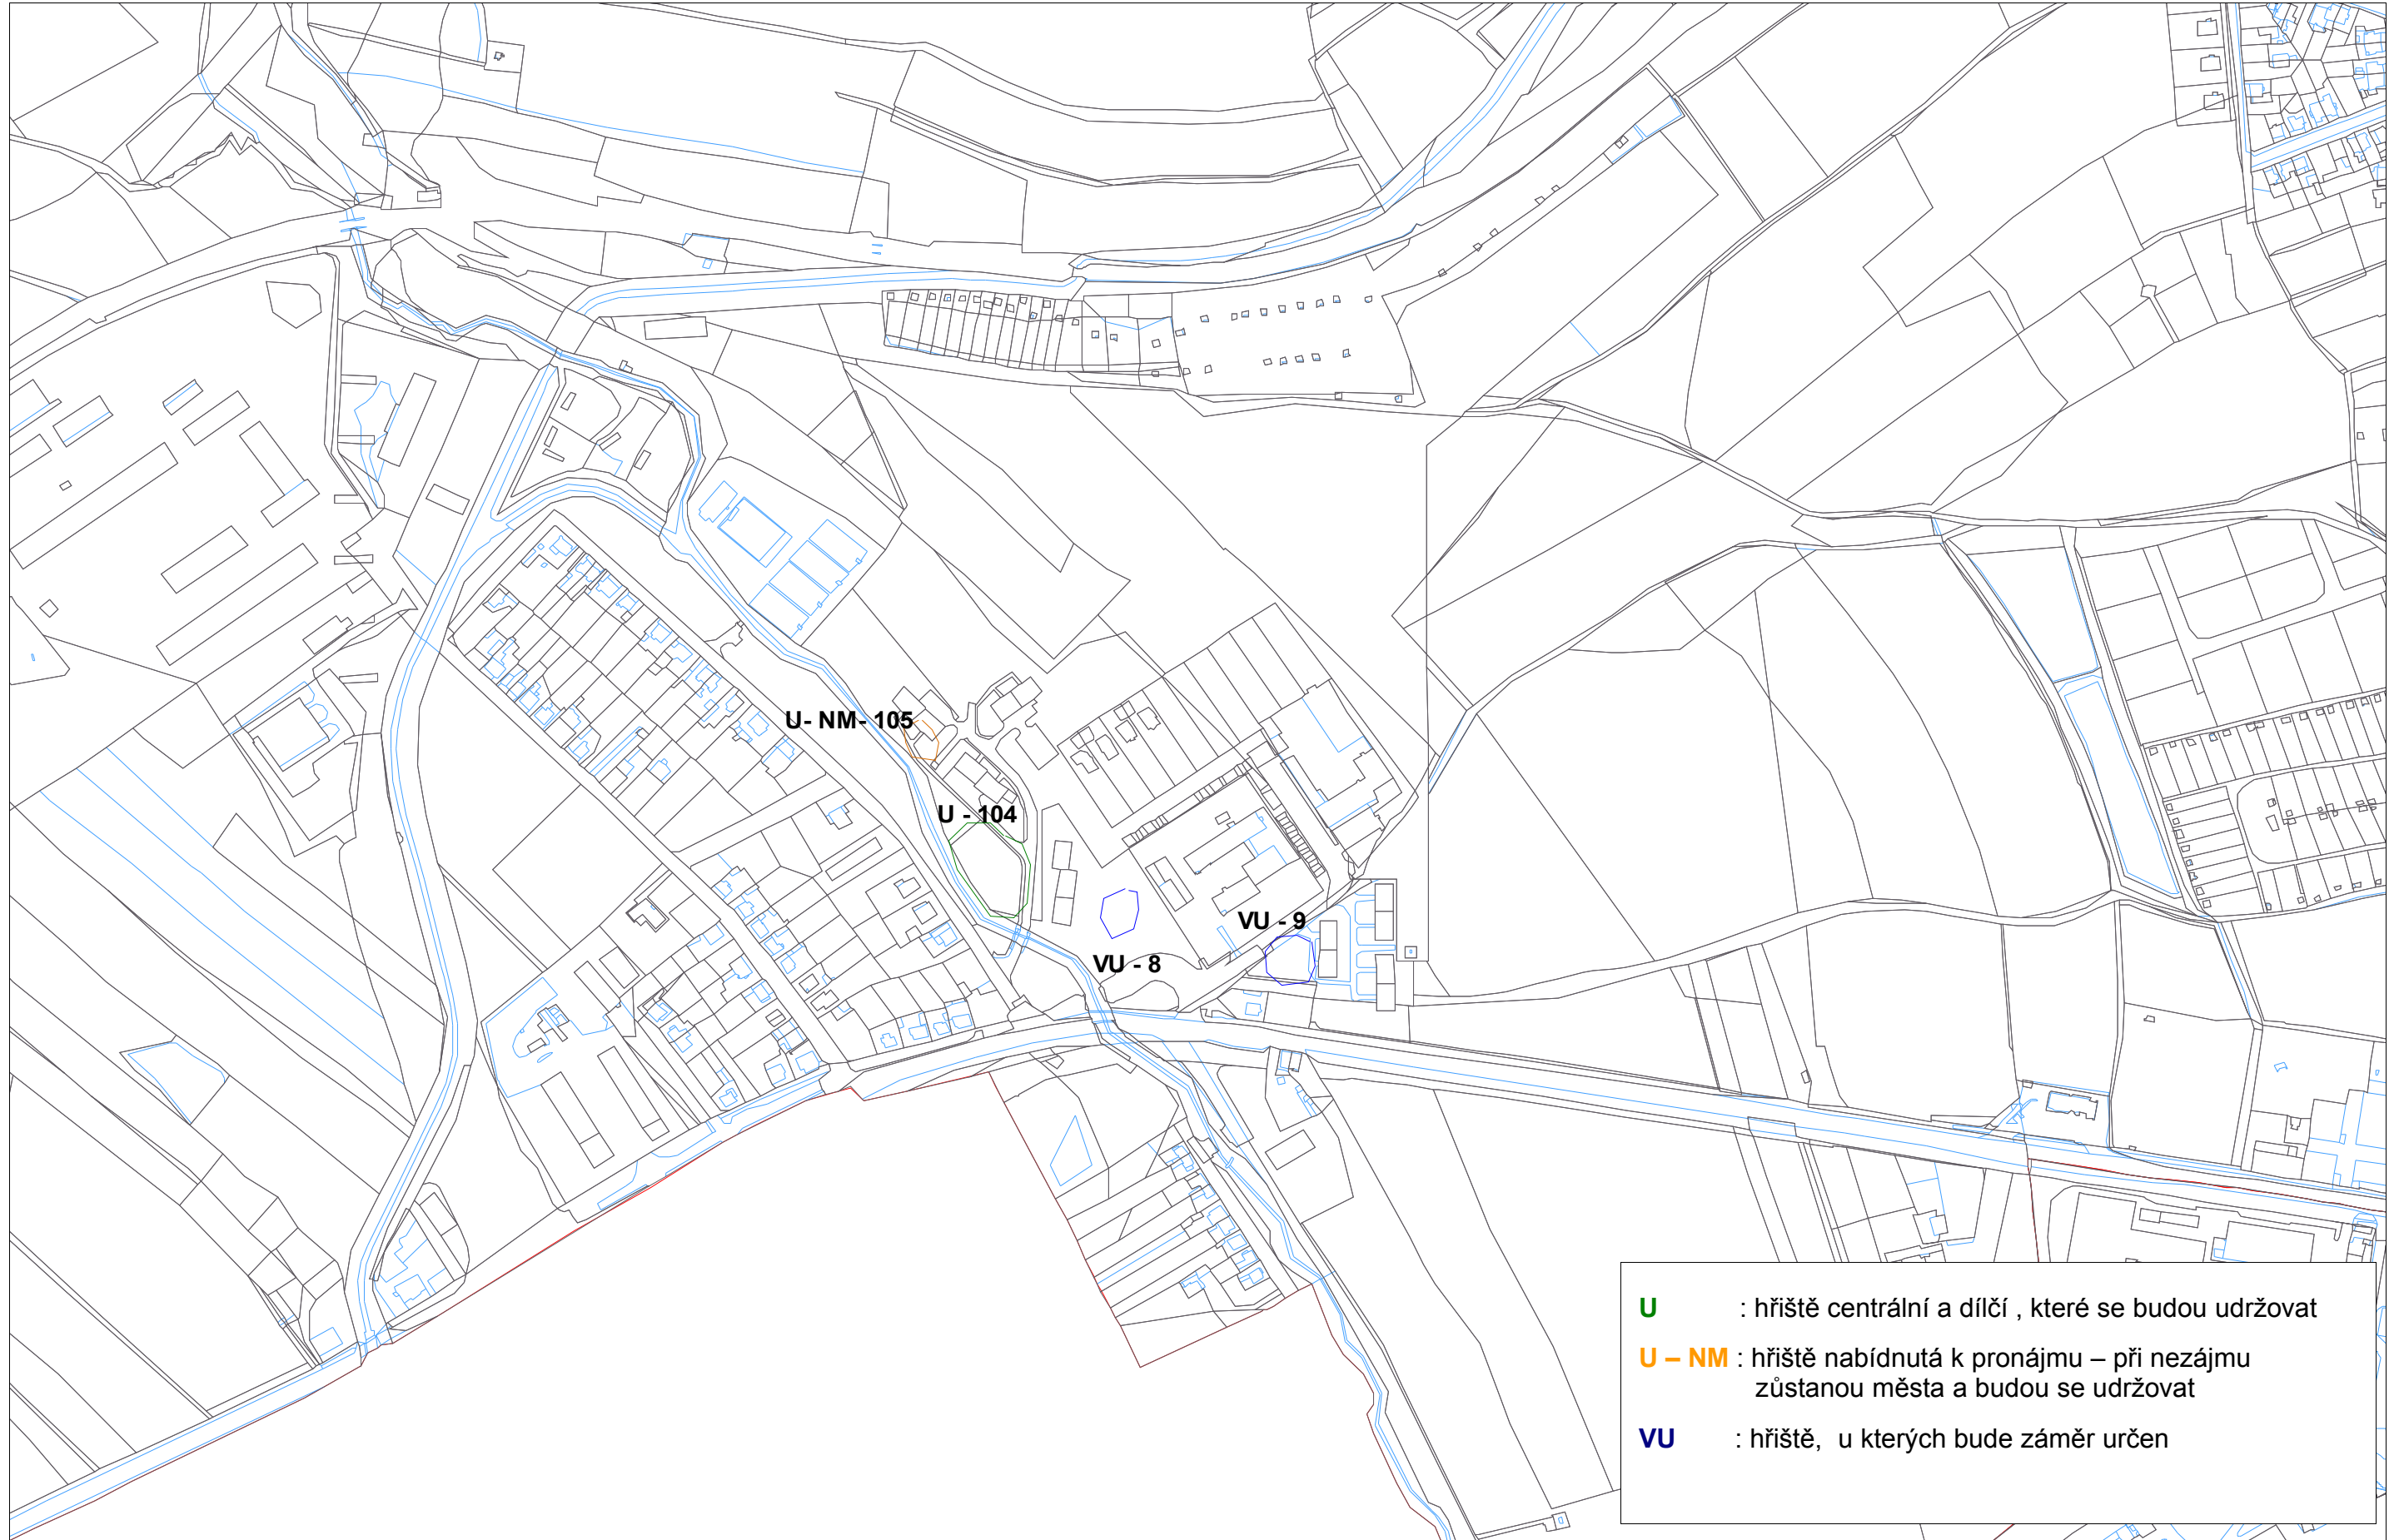 U- NM- 105
U - 104
VU - 9
VU - 8
U : hřiště centrální a dílčí , které se budou udržovat
U – NM : hřiště nabídnutá k pronájmu – při nezájmu
zůstanou města a budou se udržovat
VU : hřiště, u kterých bude záměr určen